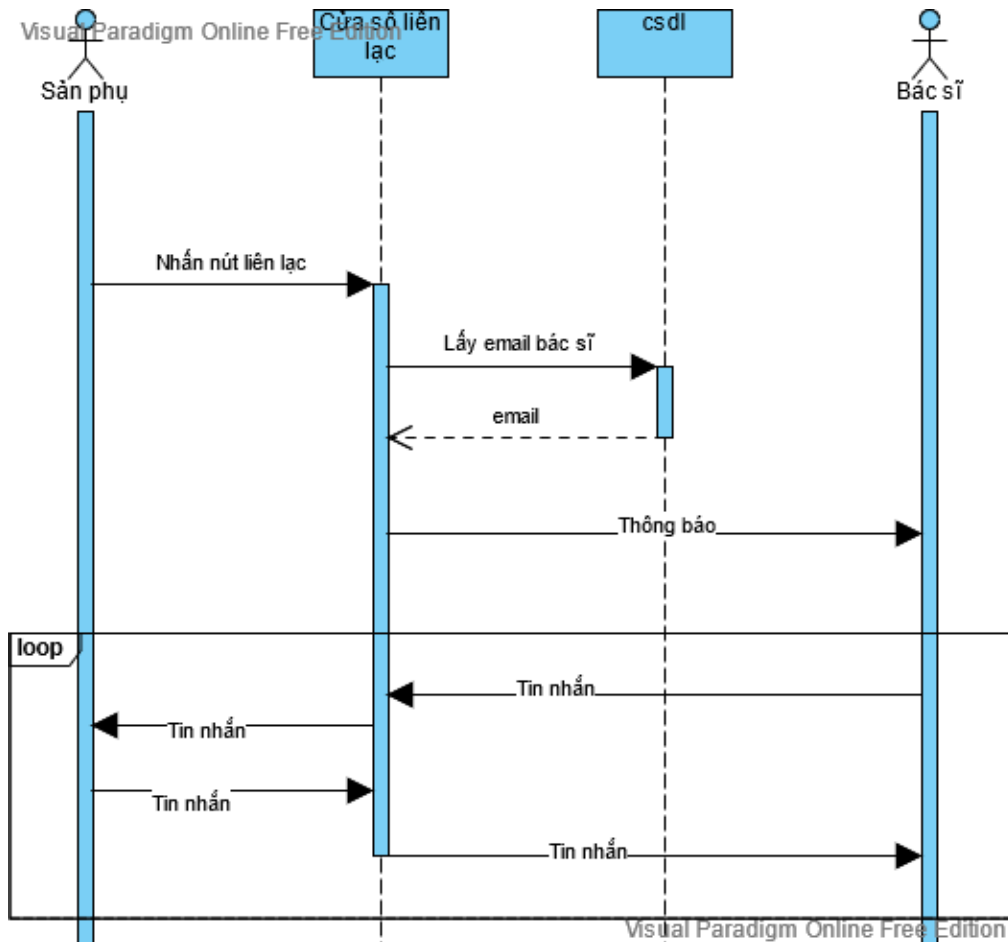 Visual Paradigm Online Free Edition
Cửa sổ liên
lạc
csdl
Sản phụ
Bác sĩ
Nhấn nút liên lạc
Lấy email bác sĩ
email
Thông báo
loop
Tin nhắn
Tin nhắn
Tin nhắn
Tin nhắn
Visual Paradigm Online Free Edition